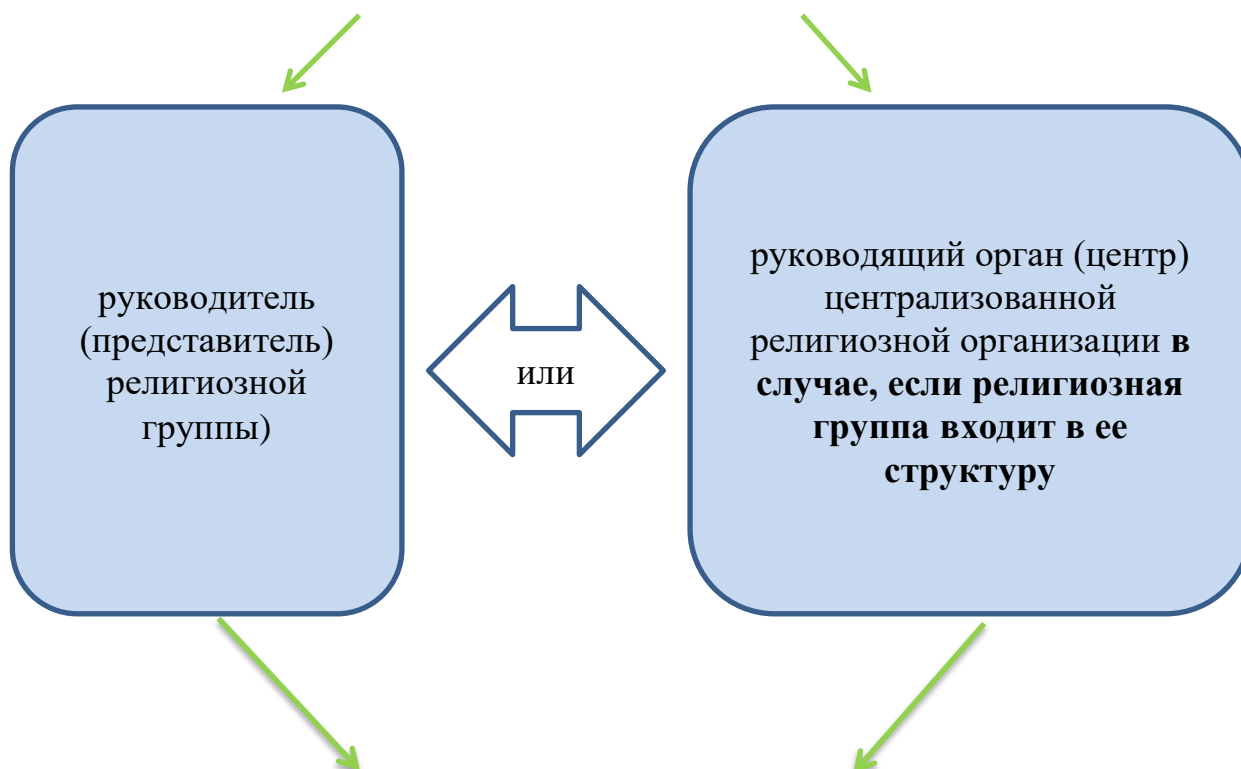 руководитель
(представитель)
религиозной
группы)
или
руководящий орган (центр)
централизованной
религиозной организации в
случае, если религиозная
группа входит в ее
структуру